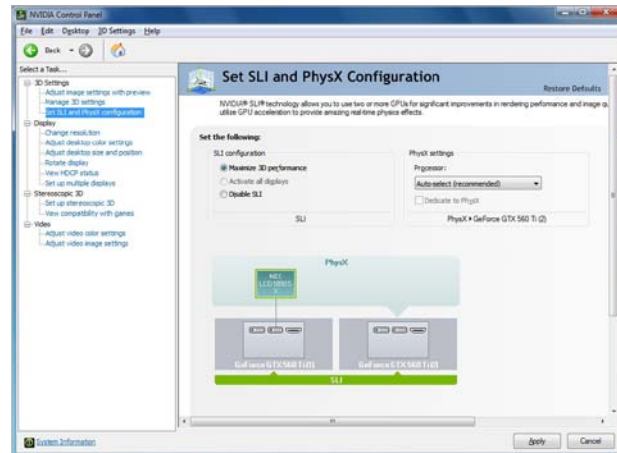 NVIDIA Control Panel
File Edit Desktop 3D Settings Help
Back
Select a Task...
3D Settings
Adjust image settings with preview
Manage 3D settings
Set SLI and PhysX configuration
Display
Change resolution
Adjust desktop color settings
Adjust desktop size and position
Rotate display
View HDCP status
Set up multiple displays
Stereoscopic 3D
Set up stereoscopic 3D
View compatibility with games
Video
Adjust video color settings
Adjust video image settings
System Information
Set SLI and PhysX Configuration
Restore Defaults
NVIDIA® SLI® technology allows you to use two or more GPUs for significant improvements in rendering performance and image qu
utilize GPU acceleration to provide amazing real-time physics effects.
Set the following:
SLI configuration
Maximize 3D performance
Activate all displays
Disable SLI
SLI
PhysX settings
Processor:
Auto-select (recommended)
Dedicate to PhysX
PhysX > GeForce GTX 560 Ti (2)
PhysX
NEC
GeForce GTX 560 Ti (1)
GeForce GTX 560 Ti (2)
SLI
Apply Cancel